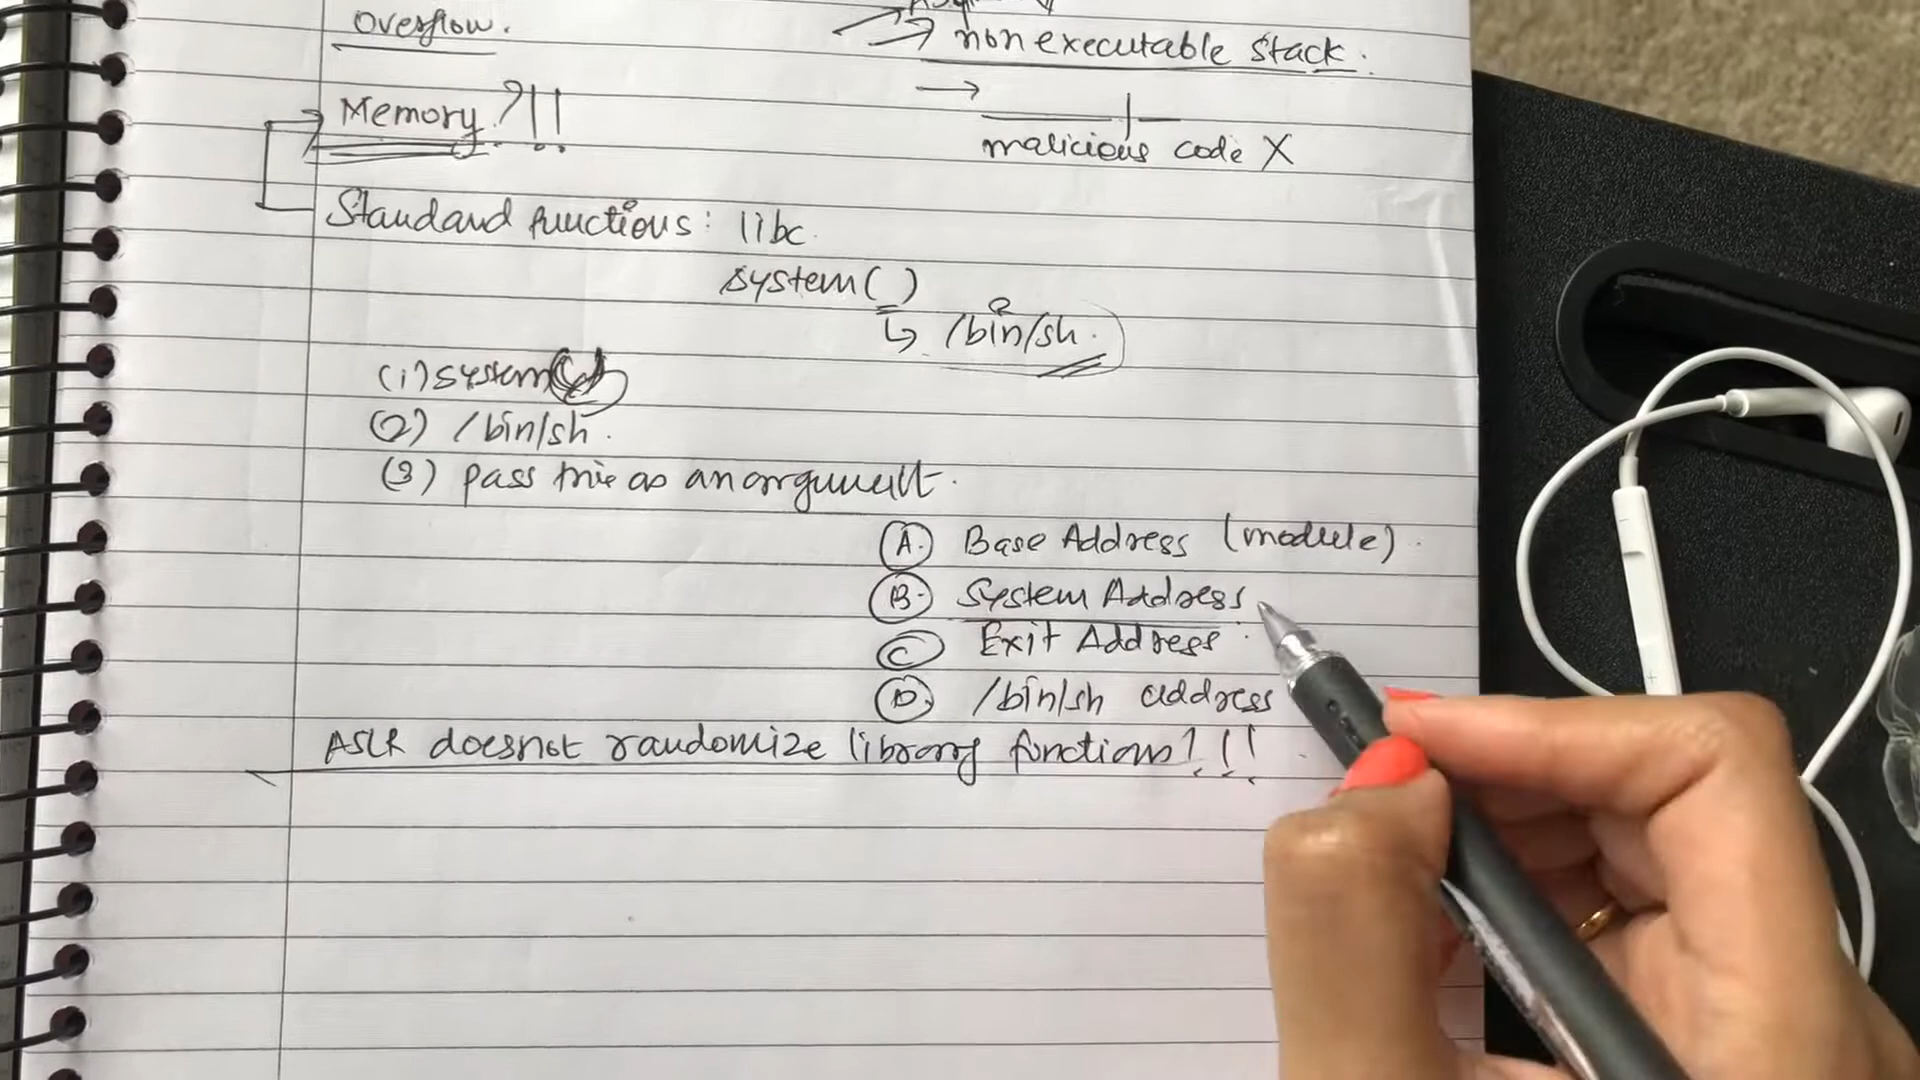 Overflow.
non executable stack.
Memory ?!!
malicious code X
Standard functions: libc.
system( )
↳ /bin/sh.
(1) system
(2) /bin/sh.
(3) pass this as an argument.
(A.) Base Address (module).
(B.) System Address.
(C) Exit Address
(D.) /bin/sh address
ASLR doesnot randomize library functions!!!